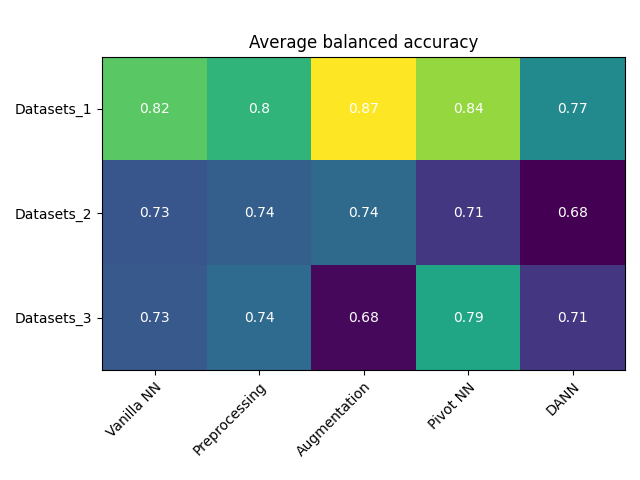 Average balanced accuracy
Datasets_1 0.82 0.8 0.87 0.84 0.77
Datasets_2 0.73 0.74 0.74 0.71 0.68
Datasets_3 0.73 0.74 0.68 0.79 0.71
Vanilla NN Preprocessing Augmentation Pivot NN DANN